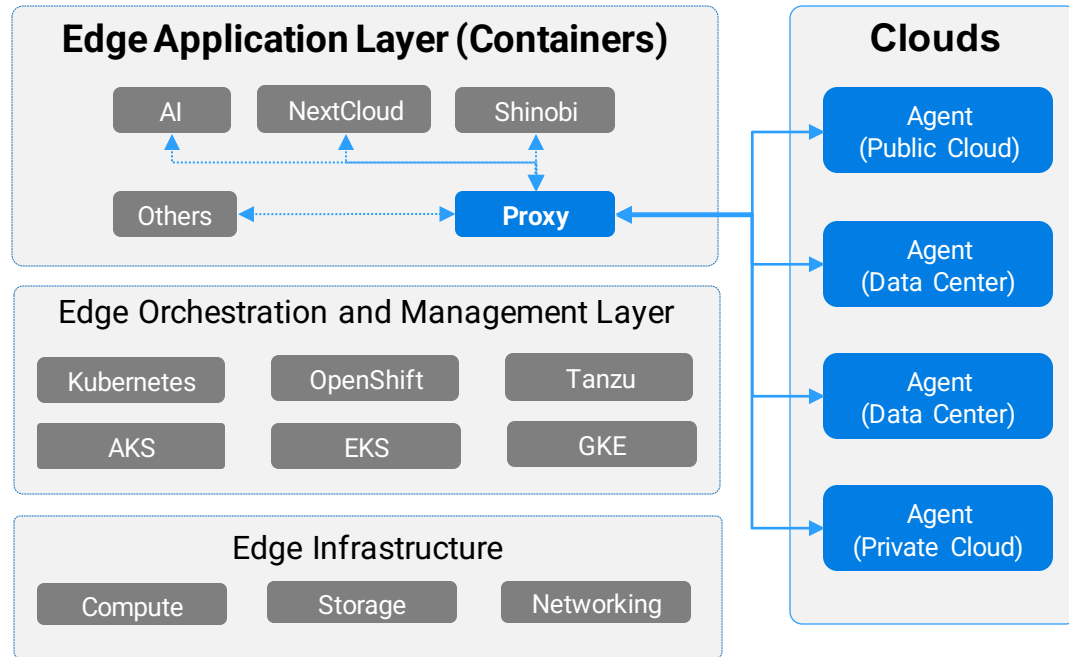 Edge Application Layer (Containers)
AI
NextCloud
Shinobi
Others
Proxy
Edge Orchestration and Management Layer
Kubernetes
OpenShift
Tanzu
AKS
EKS
GKE
Edge Infrastructure
Compute
Storage
Networking
Clouds
Agent
(Public Cloud)
Agent
(Data Center)
Agent
(Data Center)
Agent
(Private Cloud)